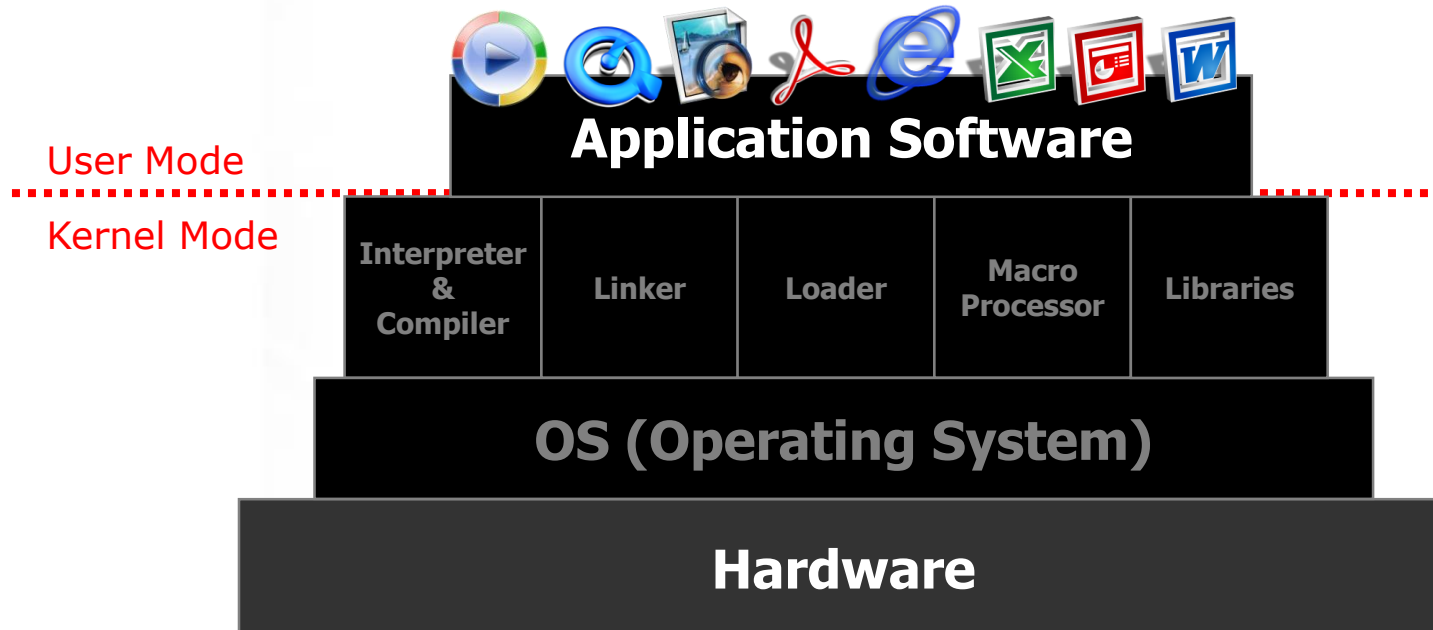 Application Software
User Mode
Kernel Mode
Interpreter
&
Compiler
Linker
Loader
Macro
Processor
Libraries
OS (Operating System)
Hardware